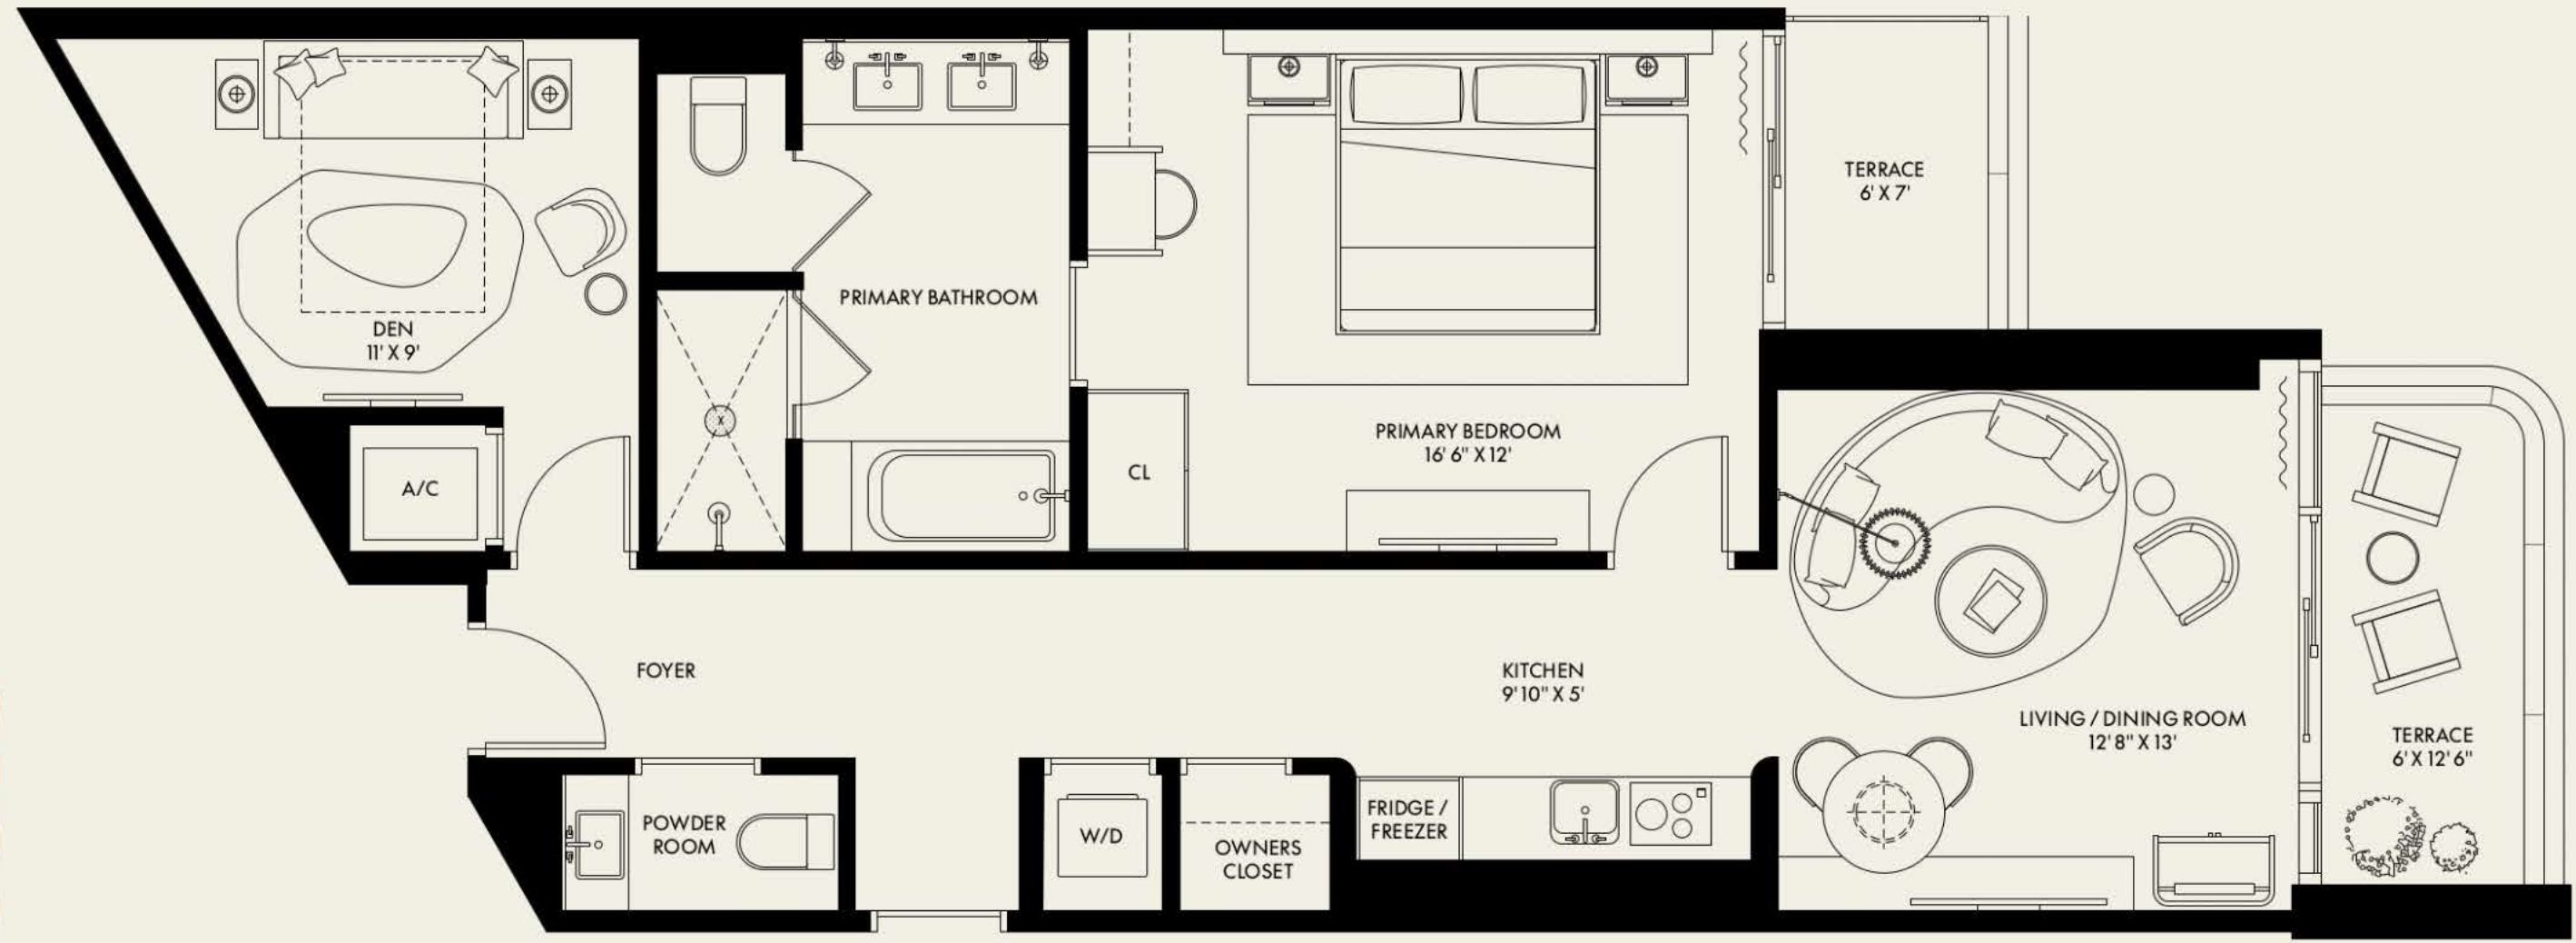 TERRACE
6' X 7'
DEN
11' X 9'
PRIMARY BATHROOM
PRIMARY BEDROOM
16' 6" X 12'
CL
A/C
FOYER
KITCHEN
9'10" X 5'
LIVING / DINING ROOM
12' 8" X 13'
TERRACE
6' X 12' 6"
POWDER
ROOM
W/D
OWNERS
CLOSET
FRIDGE /
FREEZER